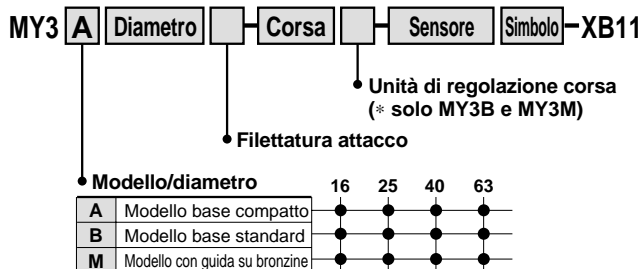 MY3 A Diametro - Corsa - Sensore Simbolo -XB11
Unità di regolazione corsa
(* solo MY3B e MY3M)
Filettatura attacco
Modello/diametro 16 25 40 63
A Modello base compatto
B Modello base standard
M Modello con guida su bronzine